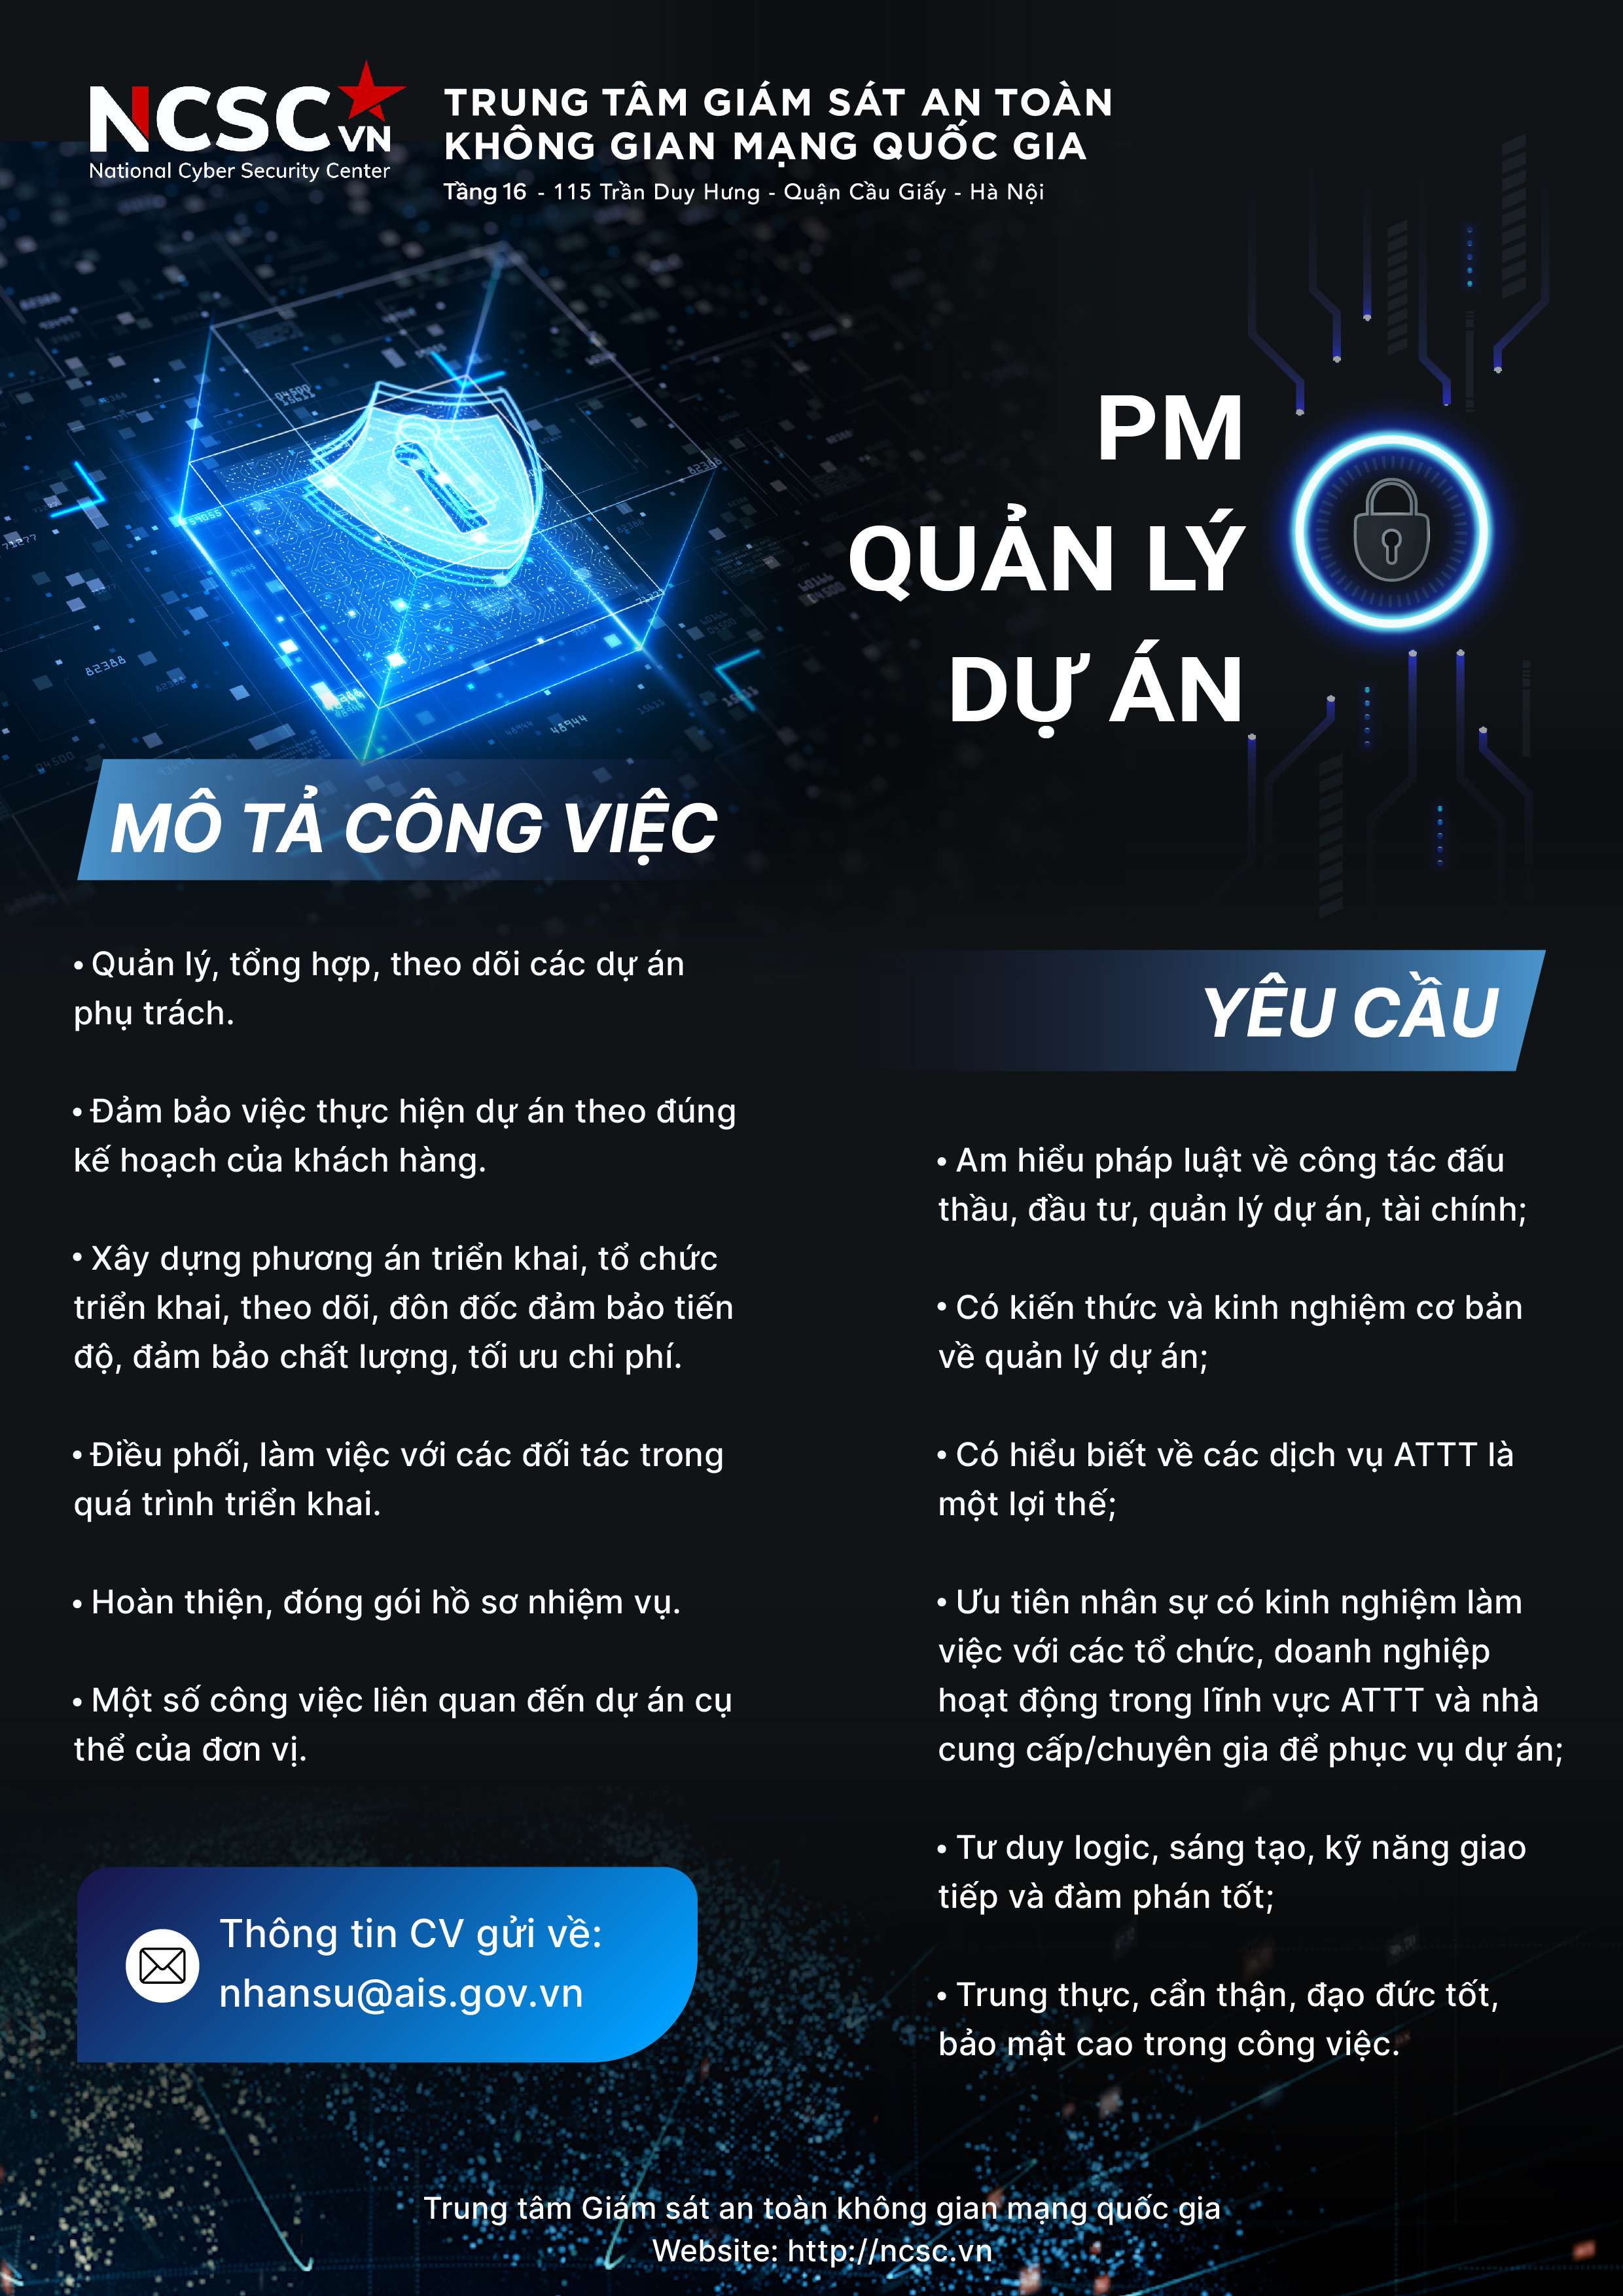 NCSC VN
National Cyber Security Center
TRUNG TÂM GIÁM SÁT AN TOÀN
KHÔNG GIAN MẠNG QUỐC GIA
Tầng 16 - 115 Trần Duy Hưng - Quận Cầu Giấy - Hà Nội
PM
QUẢN LÝ
DỰ ÁN
MÔ TẢ CÔNG VIỆC
• Quản lý, tổng hợp, theo dõi các dự án
phụ trách.
• Đảm bảo việc thực hiện dự án theo đúng
kế hoạch của khách hàng.
• Xây dựng phương án triển khai, tổ chức
triển khai, theo dõi, đôn đốc đảm bảo tiến
độ, đảm bảo chất lượng, tối ưu chi phí.
• Điều phối, làm việc với các đối tác trong
quá trình triển khai.
• Hoàn thiện, đóng gói hồ sơ nhiệm vụ.
• Một số công việc liên quan đến dự án cụ
thể của đơn vị.
YÊU CẦU
• Am hiểu pháp luật về công tác đấu
thầu, đầu tư, quản lý dự án, tài chính;
• Có kiến thức và kinh nghiệm cơ bản
về quản lý dự án;
• Có hiểu biết về các dịch vụ ATTT là
một lợi thế;
• Ưu tiên nhân sự có kinh nghiệm làm
việc với các tổ chức, doanh nghiệp
hoạt động trong lĩnh vực ATTT và nhà
cung cấp/chuyên gia để phục vụ dự án;
• Tư duy logic, sáng tạo, kỹ năng giao
tiếp và đàm phán tốt;
• Trung thực, cẩn thận, đạo đức tốt,
bảo mật cao trong công việc.
Thông tin CV gửi về:
nhansu@ais.gov.vn
Trung tâm Giám sát an toàn không gian mạng quốc gia
Website: http://ncsc.vn